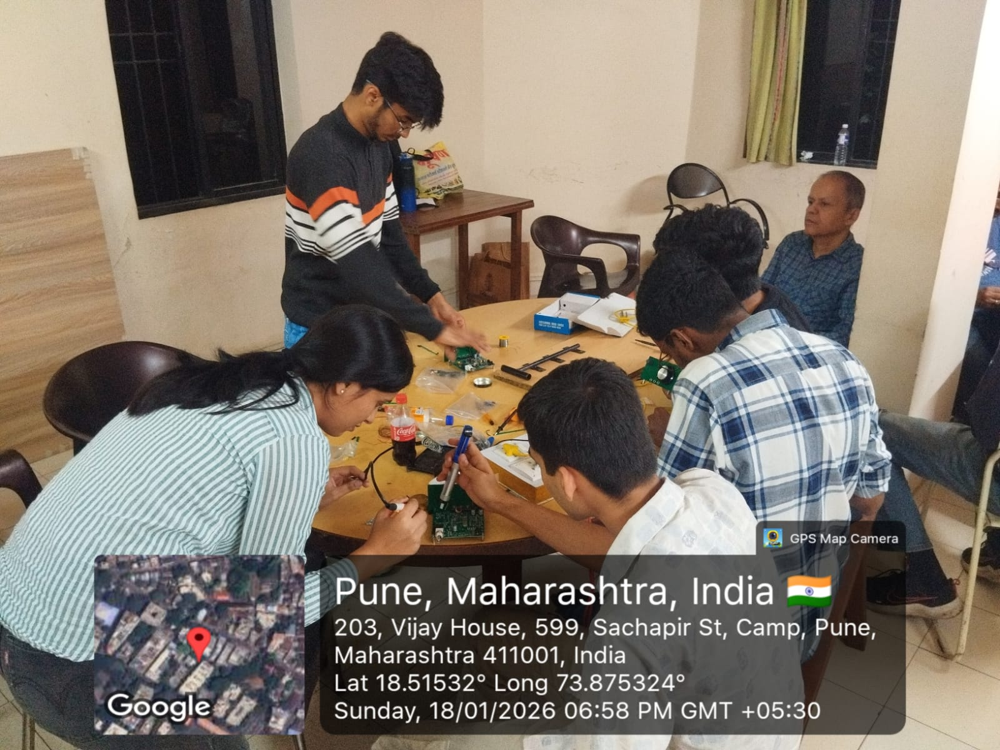 Coca-Cola
GPS Map Camera
Pune, Maharashtra, India
203, Vijay House, 599, Sachapir St, Camp, Pune,
Maharashtra 411001, India
Lat 18.51532° Long 73.875324°
Sunday, 18/01/2026 06:58 PM GMT +05:30
Google